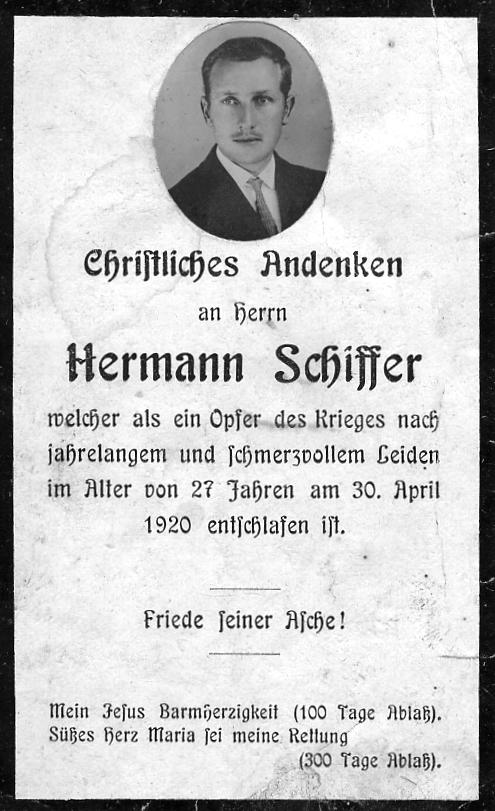 Christliches Andenken
an Herrn
Hermann Schiffer
welcher als ein Opfer des Krieges nach
jahrelangem und schmerzvollem Leiden
im Alter von 27 Jahren am 30. April
1920 entschlafen ist.
Friede seiner Asche!
Mein Jesus Barmherzigkeit (100 Tage Ablaß).
Süßes Herz Maria sei meine Rettung
(300 Tage Ablaß).